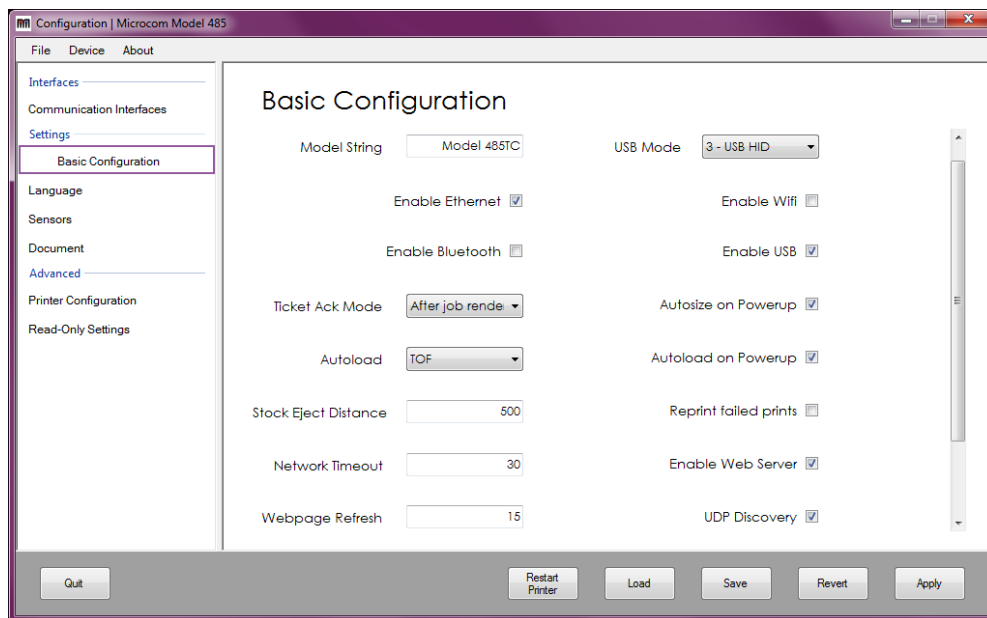 Configuration | Microcom Model 485
File Device About
Interfaces
Communication Interfaces
Settings
Basic Configuration
Language
Sensors
Document
Advanced
Printer Configuration
Read-Only Settings
Basic Configuration
Model String Model 485TC USB Mode 3 - USB HID
Enable Ethernet Enable Wifi
Enable Bluetooth Enable USB
Ticket Ack Mode After job rende Autosize on Powerup
Autoload TOF Autoload on Powerup
Stock Eject Distance 500 Reprint failed prints
Network Timeout 30 Enable Web Server
Webpage Refresh 15 UDP Discovery
Quit Restart Printer Load Save Revert Apply